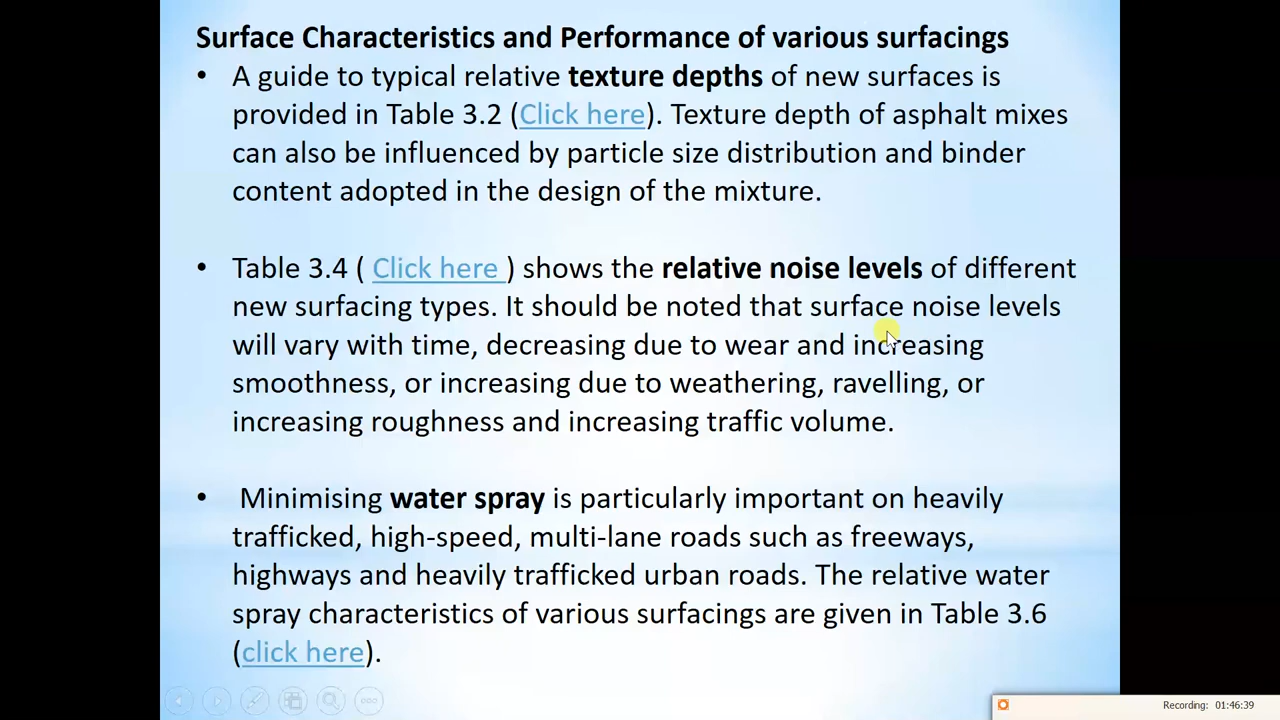 Surface Characteristics and Performance of various surfacings
• A guide to typical relative texture depths of new surfaces is
provided in Table 3.2 (Click here). Texture depth of asphalt mixes
can also be influenced by particle size distribution and binder
content adopted in the design of the mixture.
• Table 3.4 ( Click here ) shows the relative noise levels of different
new surfacing types. It should be noted that surface noise levels
will vary with time, decreasing due to wear and increasing
smoothness, or increasing due to weathering, ravelling, or
increasing roughness and increasing traffic volume.
• Minimising water spray is particularly important on heavily
trafficked, high-speed, multi-lane roads such as freeways,
highways and heavily trafficked urban roads. The relative water
spray characteristics of various surfacings are given in Table 3.6
(click here).
Recording: 01:46:39